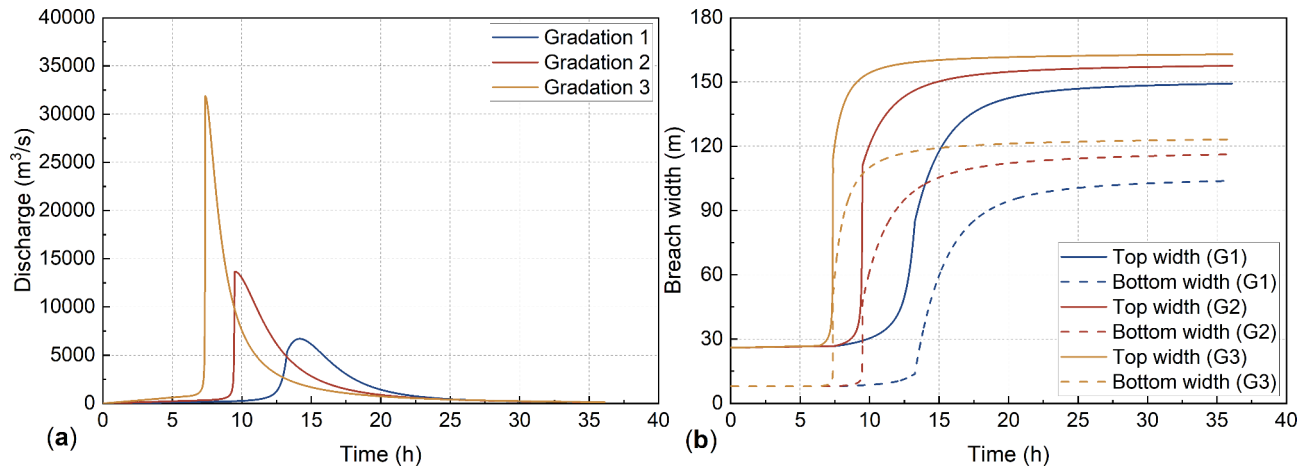 40000
35000
30000
25000
20000
15000
10000
5000
0
Discharge (m³/s)
Gradation 1
Gradation 2
Gradation 3
0 5 10 15 20 25 30 35 40
Time (h)
(a)
180
150
120
90
60
30
0
Breach width (m)
Top width (G1)
Bottom width (G1)
Top width (G2)
Bottom width (G2)
Top width (G3)
Bottom width (G3)
0 5 10 15 20 25 30 35 40
Time (h)
(b)